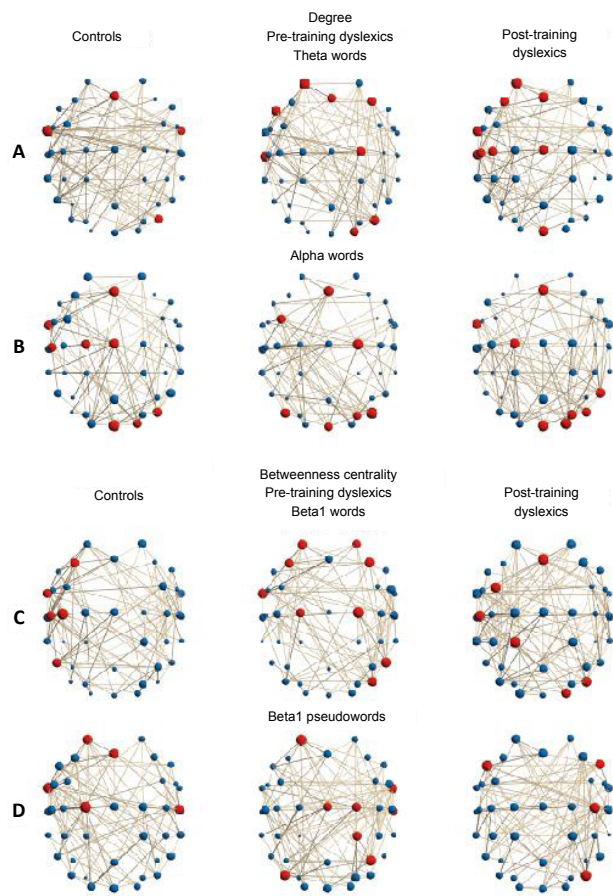 Degree
Controls
Pre-training dyslexics
Theta words
Post-training
dyslexics
A
Alpha words
B
Betweenness centrality
Controls
Pre-training dyslexics
Beta1 words
Post-training
dyslexics
C
Beta1 pseudowords
D